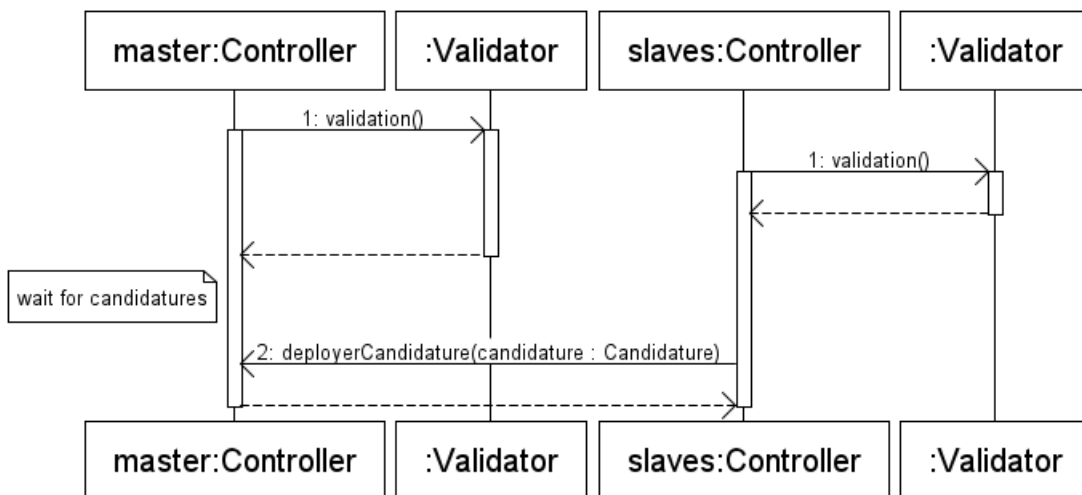 master:Controller
:Validator
slaves:Controller
:Validator
1: validation()
1: validation()
wait for candidatures
2: deployerCandidature(candidature : Candidature)
master:Controller
:Validator
slaves:Controller
:Validator